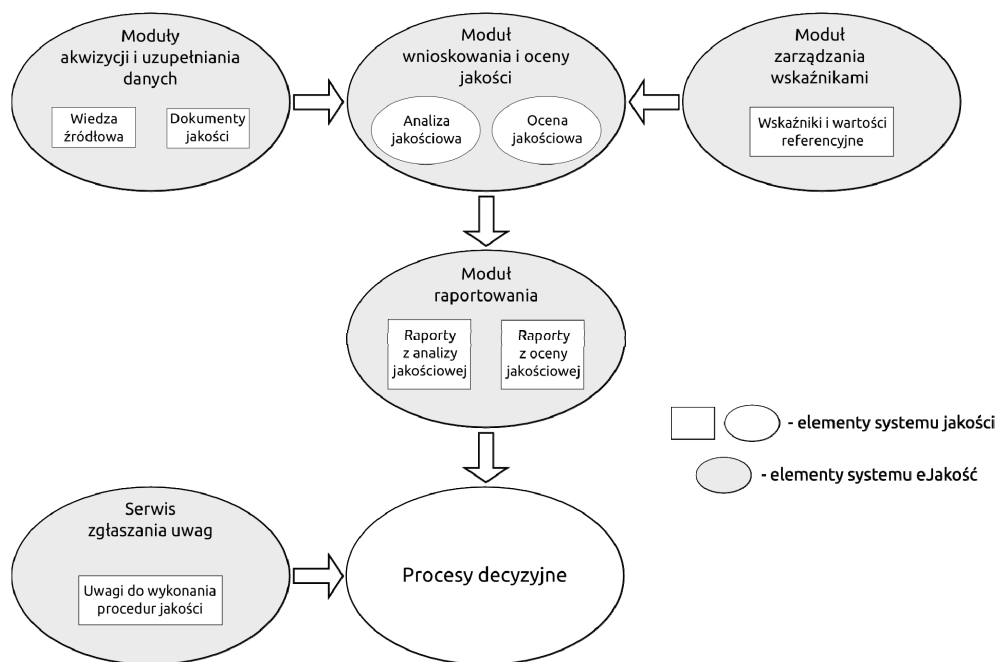 Moduły
akwizycji i uzupełniania
danych
Wiedza
źródłowa
Dokumenty
jakości
Moduł
wnioskowania i oceny
jakości
Analiza
jakościowa
Ocena
jakościowa
Moduł
zarządzania
wskaźnikami
Wskaźniki i wartości
referencyjne
Moduł
raportowania
Raporty
z analizy
jakościowej
Raporty
z oceny
jakościowej
- elementy systemu jakości
- elementy systemu eJakość
Serwis
zgłaszania uwag
Uwagi do wykonania
procedur jakości
Procesy decyzyjne